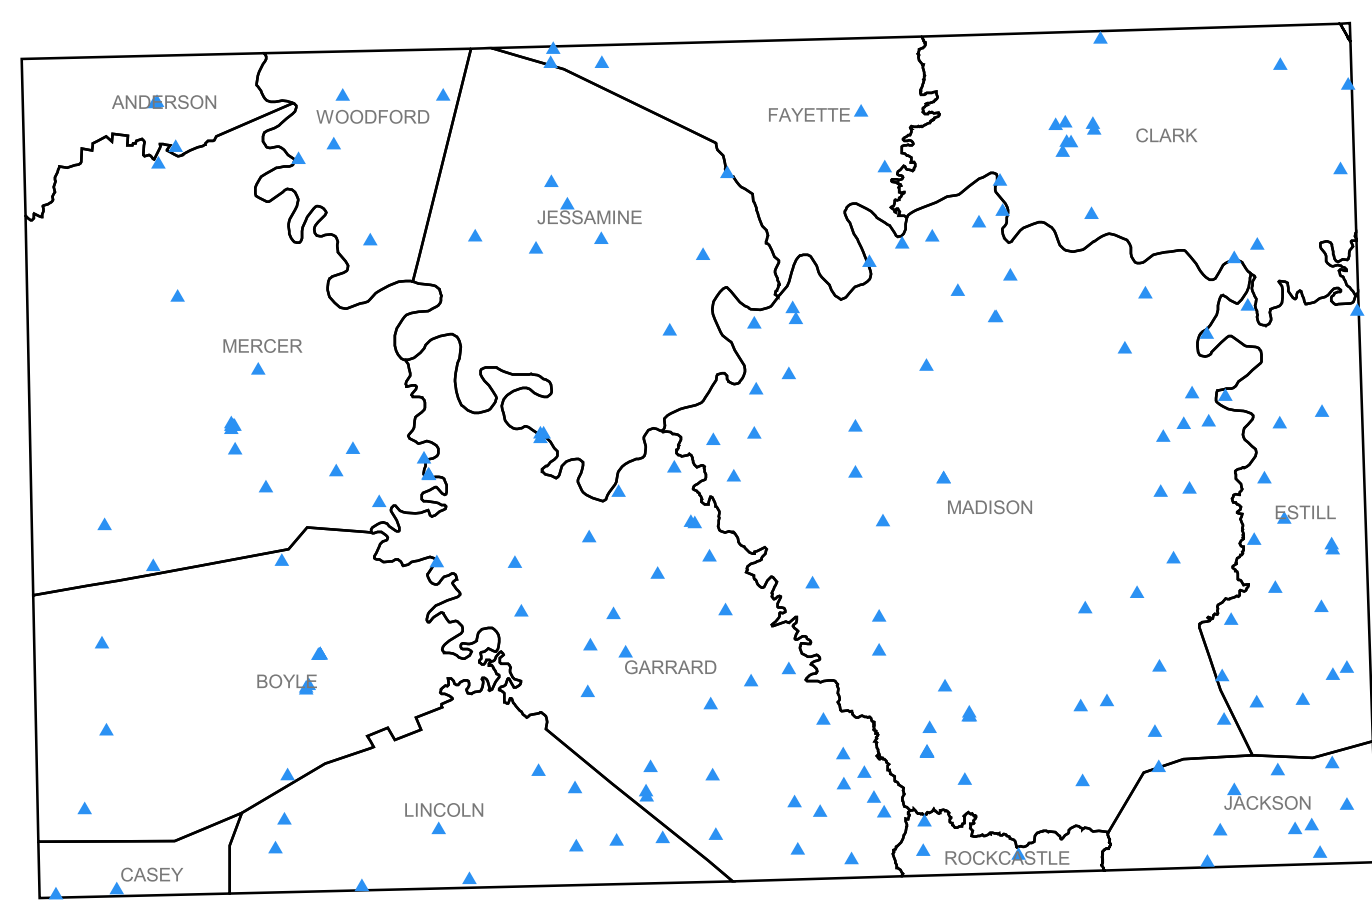 ANDERSON
WOODFORD
FAYETTE
CLARK
JESSAMINE
MERCER
MADISON
ESTILL
GARRARD
BOYLE
JACKSON
LINCOLN
ROCKCASTLE
CASEY